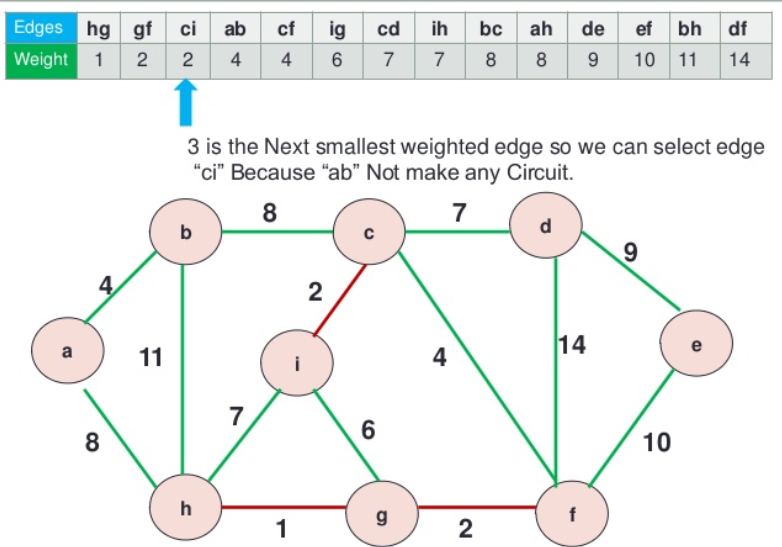 Edges hg gf ci ab cf ig cd ih bc ah de ef bh df
Weight 1 2 2 4 4 6 7 7 8 8 9 10 11 14
3 is the Next smallest weighted edge so we can select edge
“ci” Because “ab” Not make any Circuit.
8 7
b c d
9
4 2
a 11 i 4 14 e
7 6
8 10
h g f
1 2